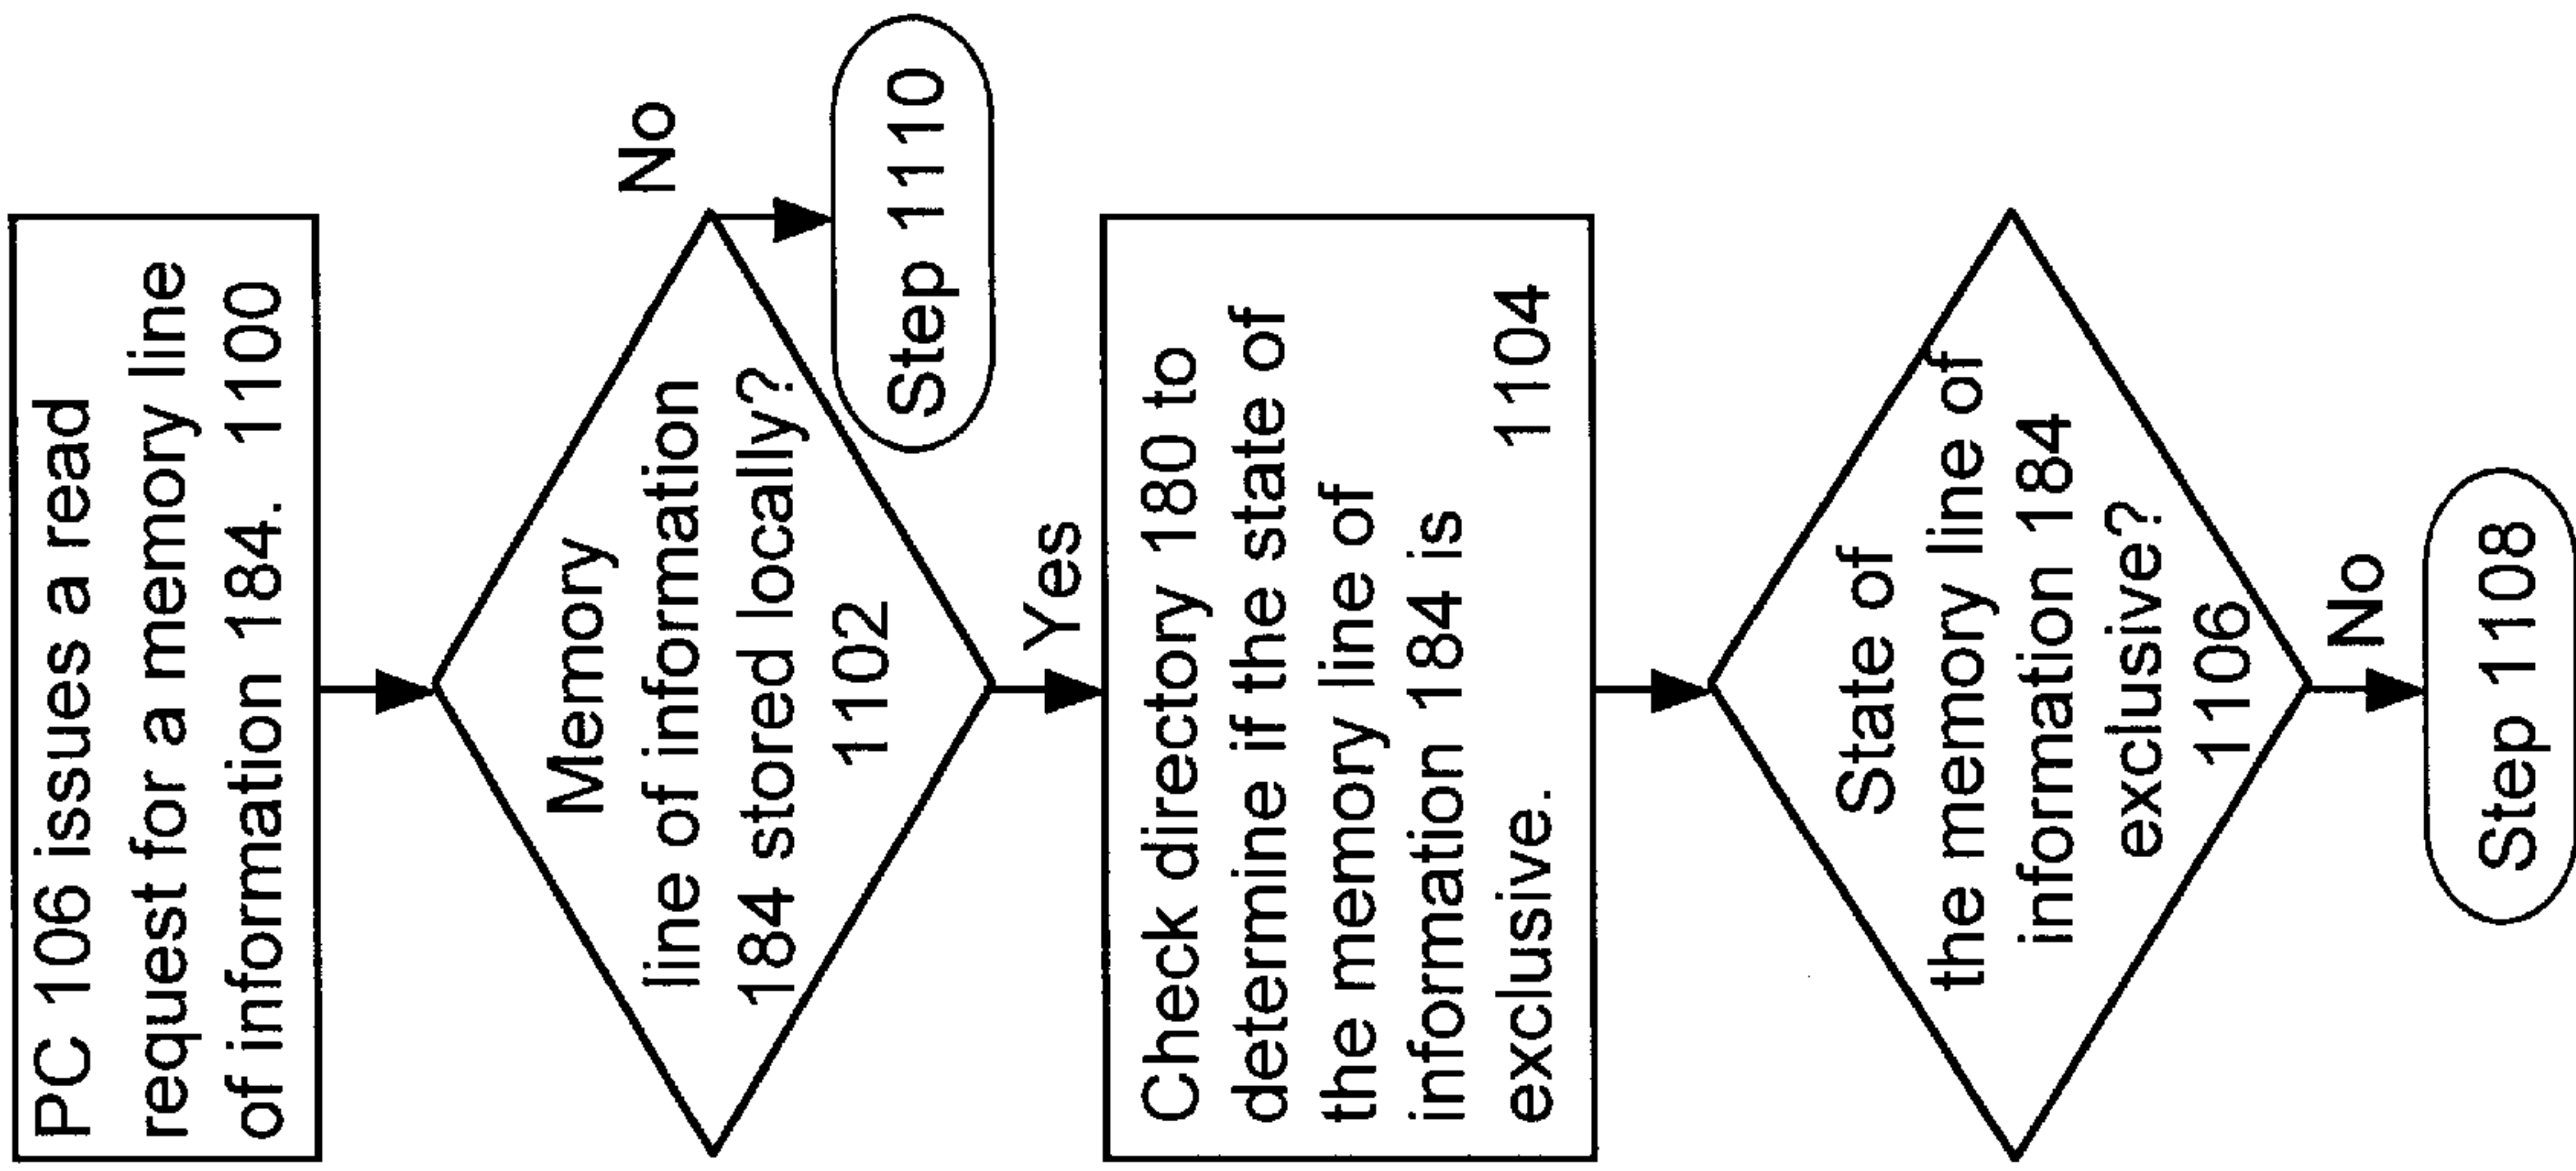 PC 106 issues a read
request for a memory line
of information 184. 1100
Memory
line of information
184 stored locally?
1102
No
Step 1110
Yes
Check directory 180 to
determine if the state of
the memory line of
information 184 is
exclusive. 1104
State of
the memory line of
information 184
exclusive?
1106
No
Step 1108